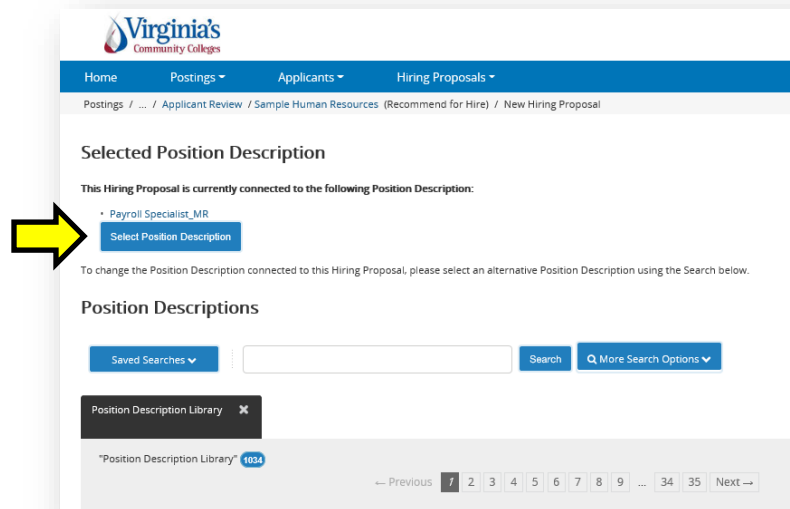 Virginia's
Community Colleges
Home Postings Applicants Hiring Proposals
Postings / ... / Applicant Review / Sample Human Resources (Recommend for Hire) / New Hiring Proposal
Selected Position Description
This Hiring Proposal is currently connected to the following Position Description:
• Payroll Specialist_MR
Select Position Description
To change the Position Description connected to this Hiring Proposal, please select an alternative Position Description using the Search below.
Position Descriptions
Saved Searches Search More Search Options
Position Description Library ✖
"Position Description Library" 1034
← Previous 1 2 3 4 5 6 7 8 9 ... 34 35 Next →